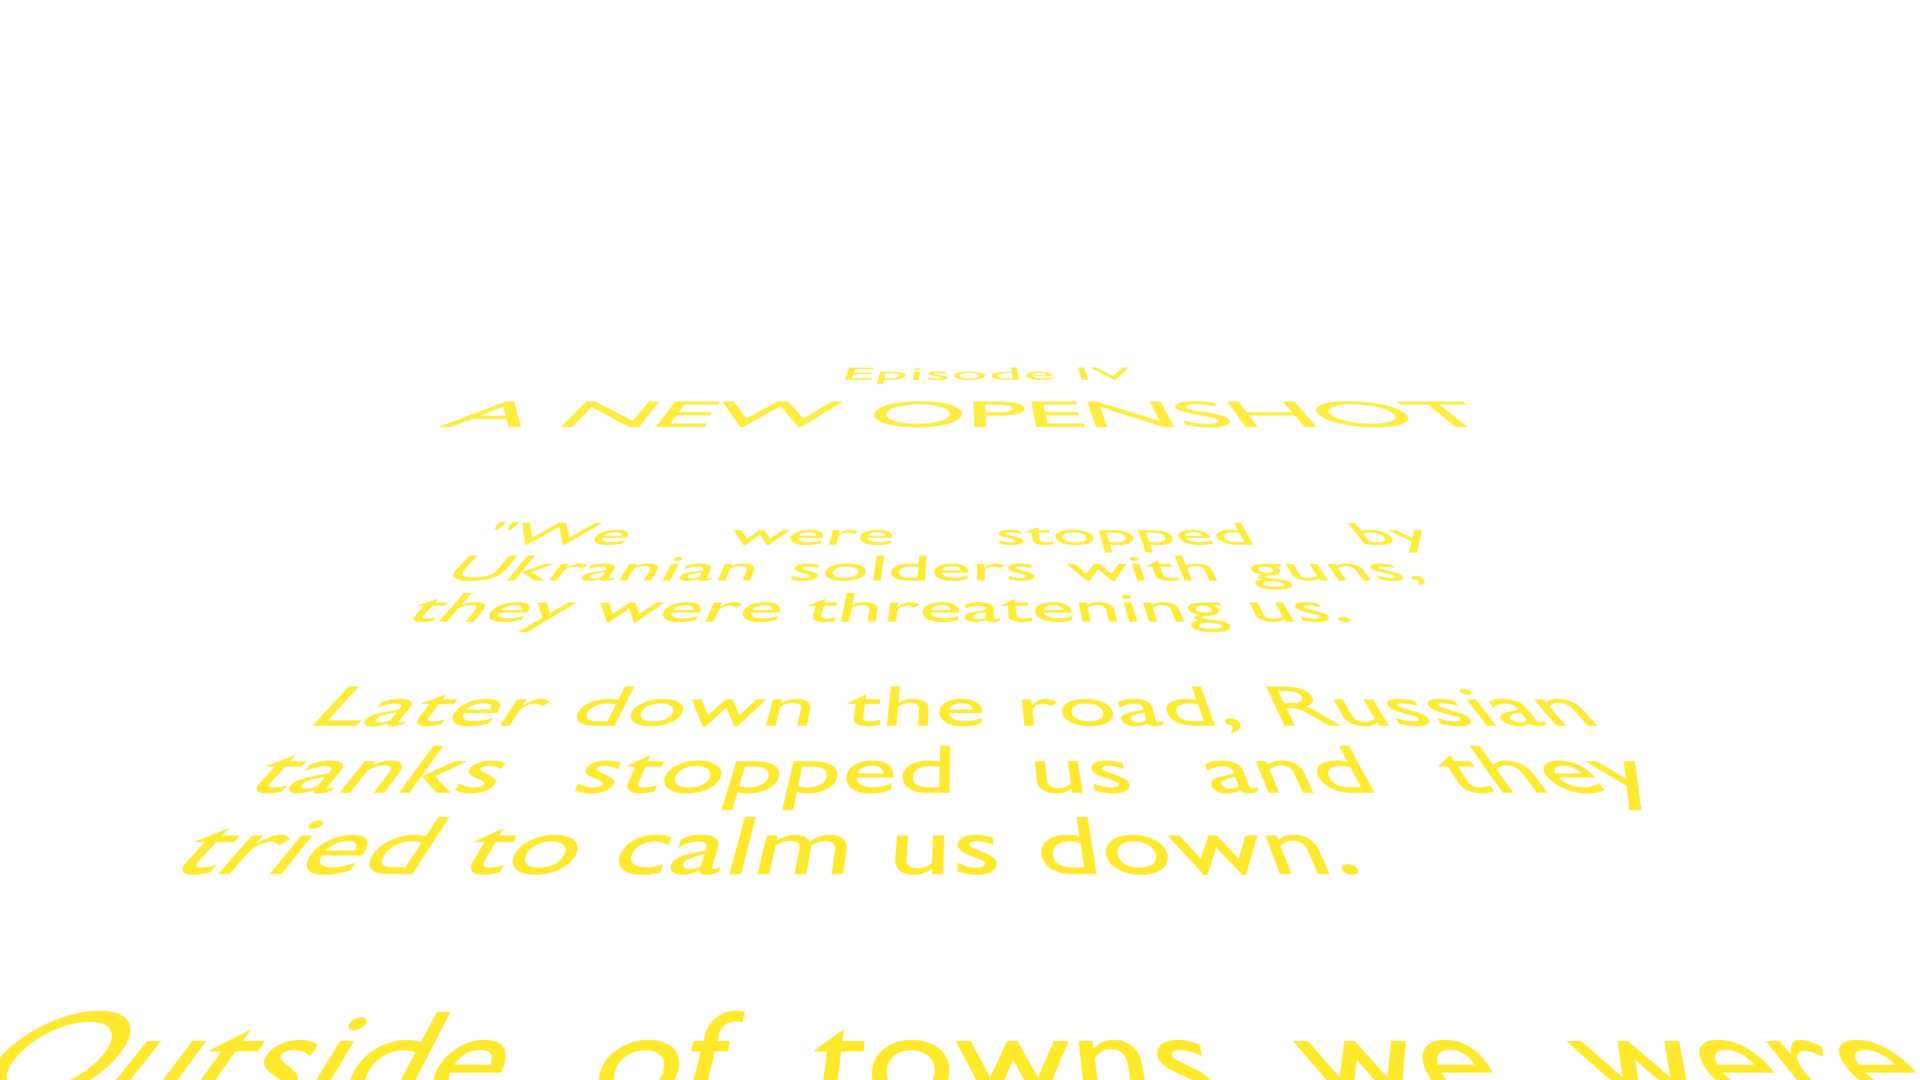 Episode IV
A NEW OPENSHOT
"We were stopped by
Ukranian solders with guns,
they were threatening us.
Later down the road, Russian
tanks stopped us and they
tried to calm us down.
Outside of towns we were